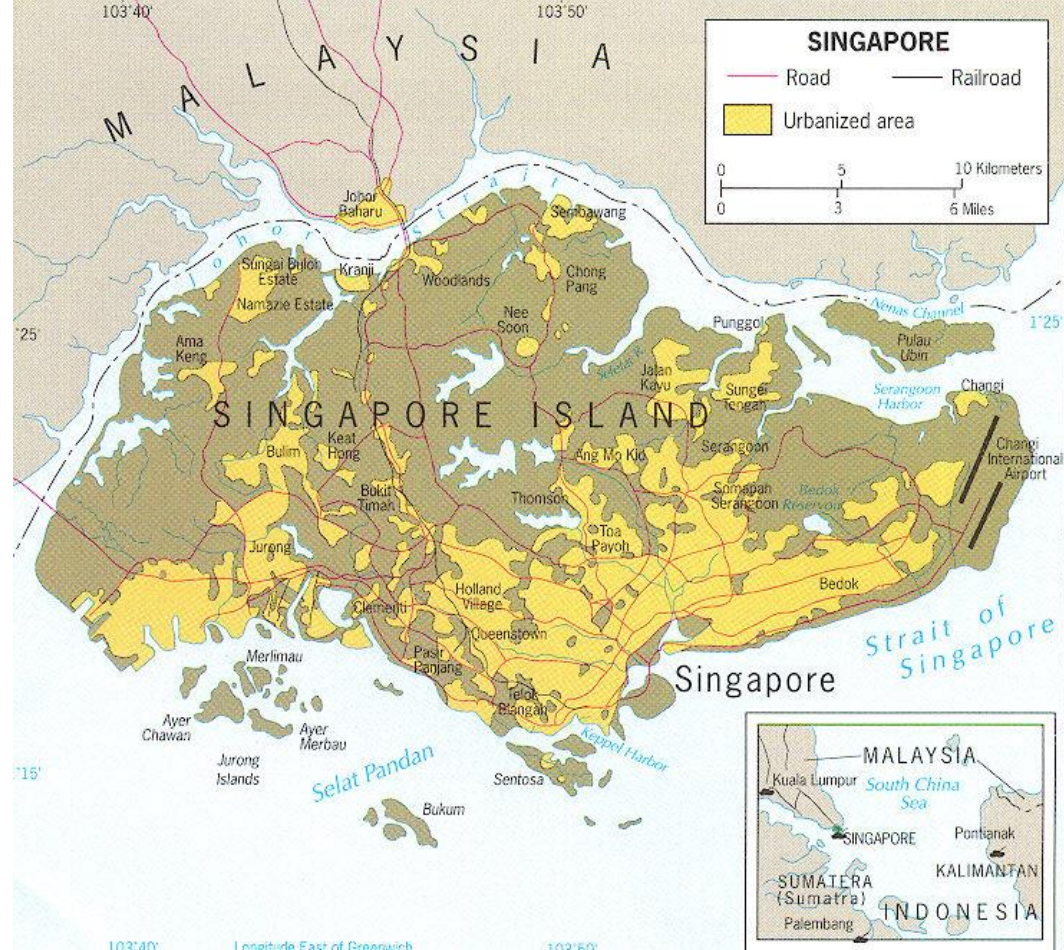 103°40'
103°50'
MALAYSIA
SINGAPORE
Road
Railroad
Urbanized area
0 5 10 Kilometers
0 3 6 Miles
Johor
Baharu
Johor Strait
Sembawang
Sungai Buloh
Estate
Kranji
Woodlands
Chong
Pang
Namazie Estate
Nenas Channel
Nee
Soon
Punggol
1°25'
°25'
Pulau
Ubin
Ama
Keng
Seletar R.
Jalan
Kayu
Sungei
Tengah
Serangoon
Harbor
Changi
SINGAPORE ISLAND
Keat
Hong
Bulim
Ang Mo Kio
Serangoon
Changi
International
Airport
Bokit
Timah
Thomson
Somapan
Serangoon
Bedok
Reservoir
Toa
Payoh
Jurong
Holland
Village
Bedok
Clementi
Queenstown
Strait of
Singapore
Pasir
Panjang
Merlimau
Singapore
Telok
Blangah
Ayer
Chawan
Ayer
Merbau
Keppel Harbor
Jurong
Islands
Selat Pandan
Sentosa
°15'
Bukum
MALAYSIA
Kuala Lumpur
South China
Sea
SINGAPORE
Pontianak
KALIMANTAN
SUMATERA
(Sumatra)
INDONESIA
Palembang
103°40'
Longitude East of Greenwich
103°50'